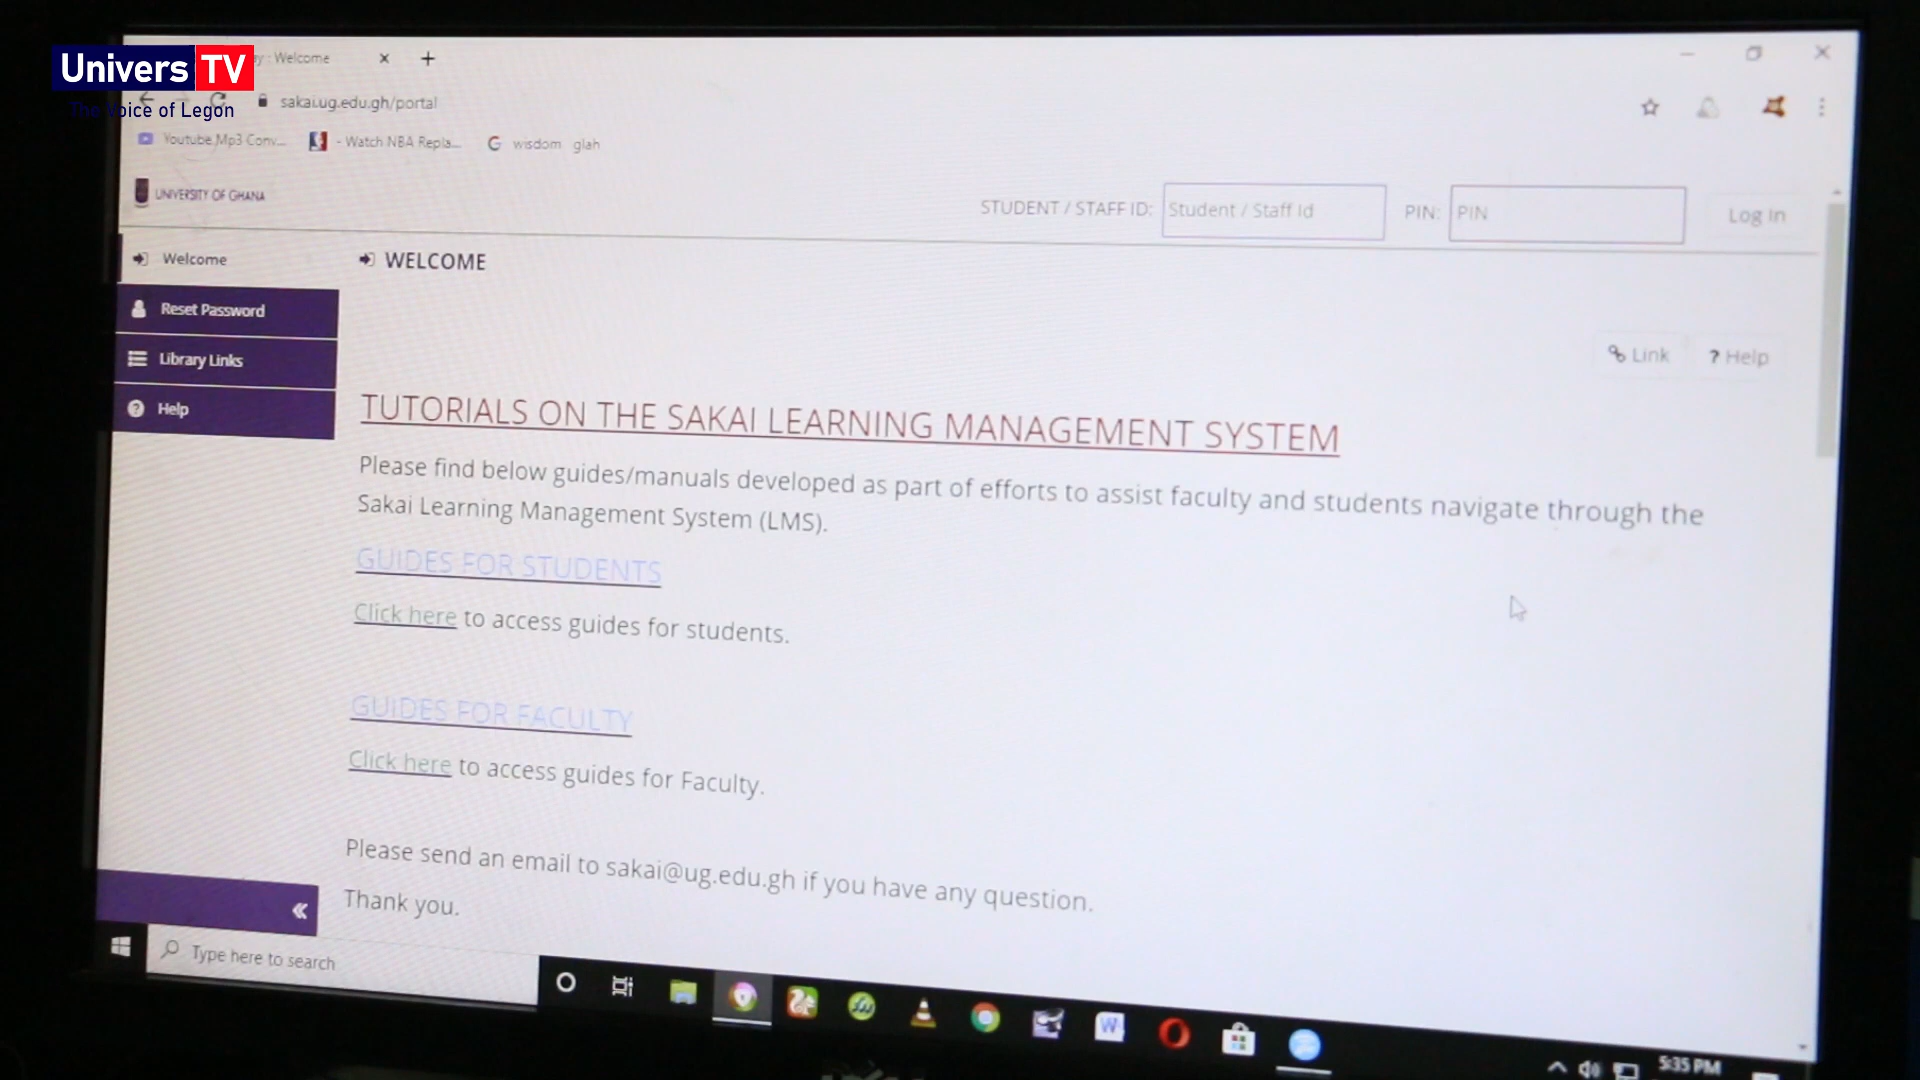 Univers TV
The Voice of Legon
: Welcome
sakai.ug.edu.gh/portal
Youtube Mp3 Conv...
- Watch NBA Repla...
wisdom glah
UNIVERSITY OF GHANA
STUDENT / STAFF ID:
Student / Staff Id
PIN:
PIN
Log In
Welcome
WELCOME
Reset Password
Library Links
Help
Link
? Help
TUTORIALS ON THE SAKAI LEARNING MANAGEMENT SYSTEM
Please find below guides/manuals developed as part of efforts to assist faculty and students navigate through the
Sakai Learning Management System (LMS).
GUIDES FOR STUDENTS
Click here to access guides for students.
GUIDES FOR FACULTY
Click here to access guides for Faculty.
Please send an email to sakai@ug.edu.gh if you have any question.
Thank you.
Type here to search
5:35 PM